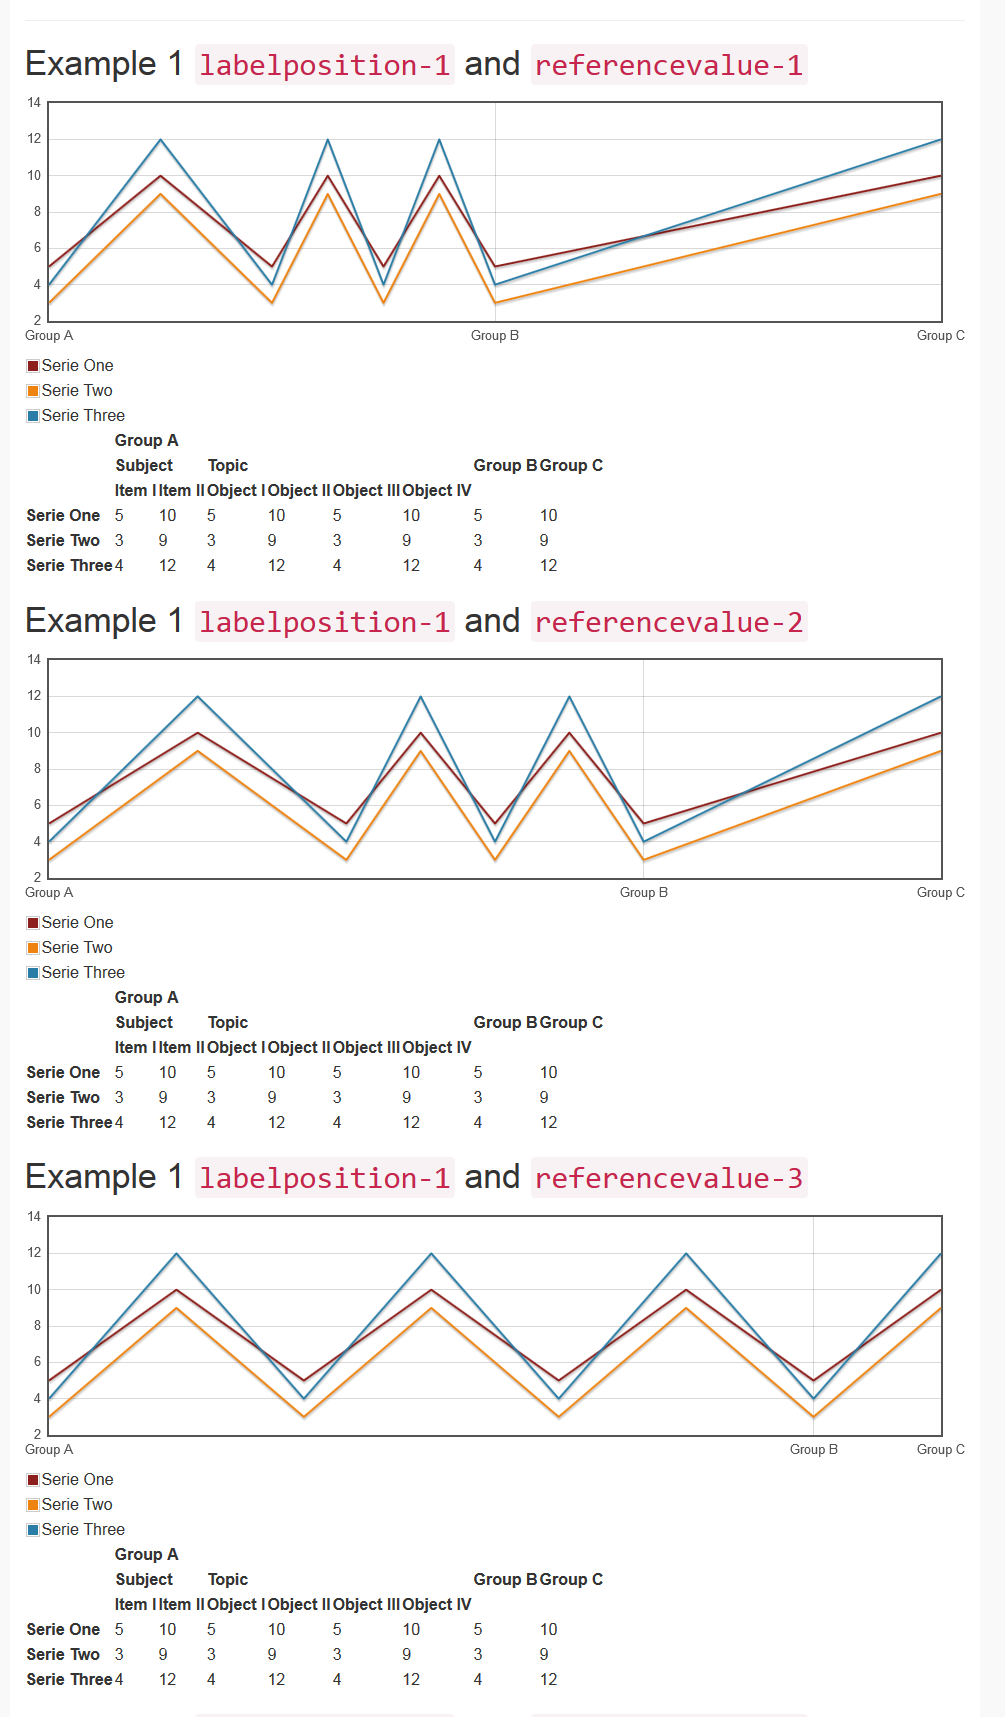 Example 1 labelposition-1 and referencevalue-1
14
12
10
8
6
4
2
Group A Group B Group C
Serie One
Serie Two
Serie Three
Group A
Subject Topic Group B Group C
Item I Item II Object I Object II Object III Object IV
Serie One 5 10 5 10 5 10 5 10
Serie Two 3 9 3 9 3 9 3 9
Serie Three 4 12 4 12 4 12 4 12
Example 1 labelposition-1 and referencevalue-2
14
12
10
8
6
4
2
Group A Group B Group C
Serie One
Serie Two
Serie Three
Group A
Subject Topic Group B Group C
Item I Item II Object I Object II Object III Object IV
Serie One 5 10 5 10 5 10 5 10
Serie Two 3 9 3 9 3 9 3 9
Serie Three 4 12 4 12 4 12 4 12
Example 1 labelposition-1 and referencevalue-3
14
12
10
8
6
4
2
Group A Group B Group C
Serie One
Serie Two
Serie Three
Group A
Subject Topic Group B Group C
Item I Item II Object I Object II Object III Object IV
Serie One 5 10 5 10 5 10 5 10
Serie Two 3 9 3 9 3 9 3 9
Serie Three 4 12 4 12 4 12 4 12